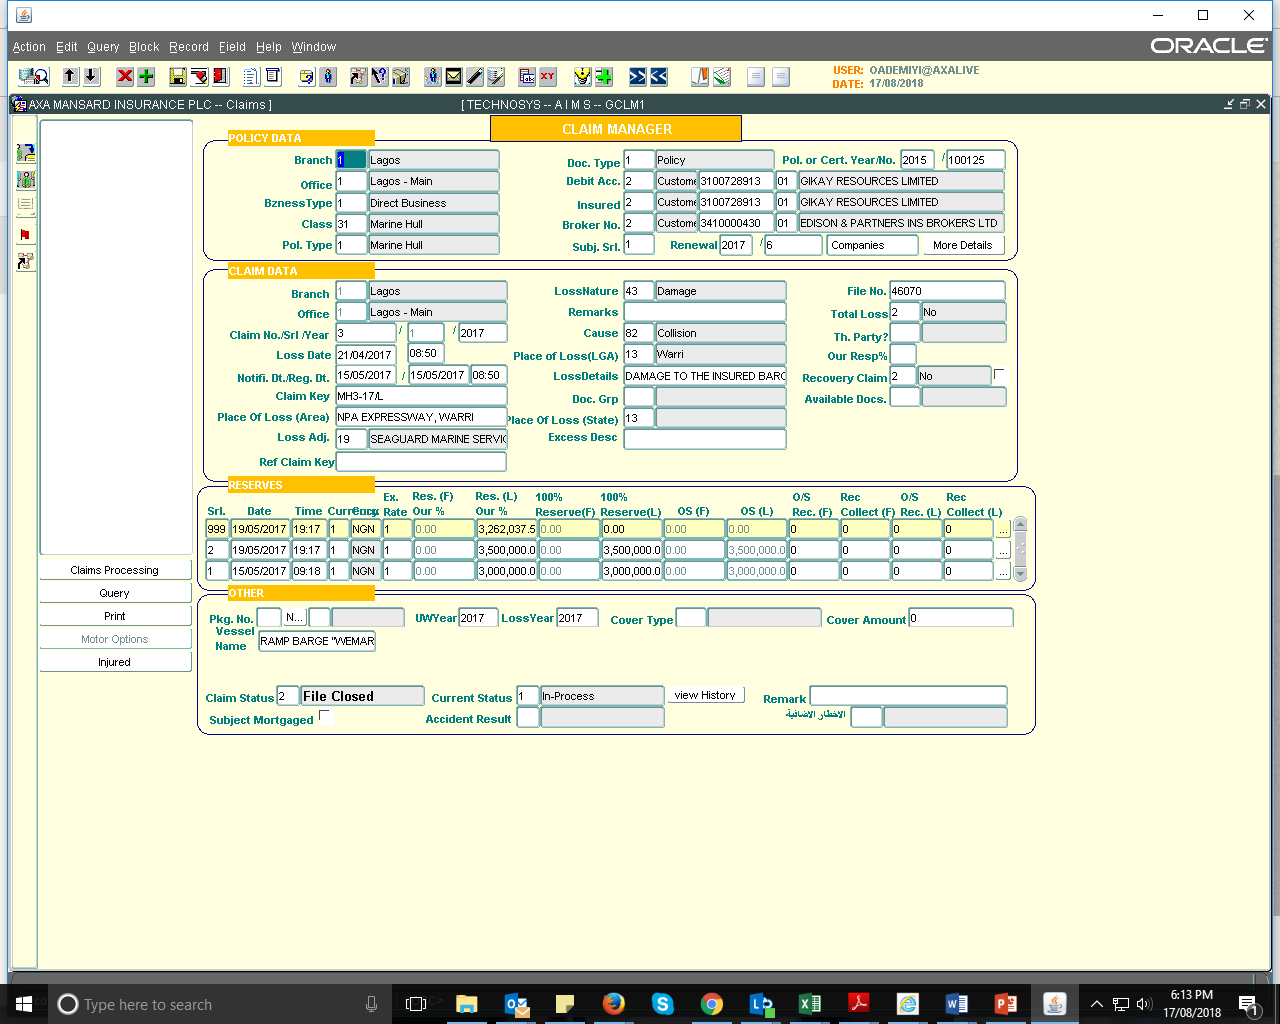 Action Edit Query Block Record Field Help Window
ORACLE
USER: OADEMIYI@AXALIVE
DATE: 17/08/2018
AXA MANSARD INSURANCE PLC -- Claims ] [ TECHNOSYS -- A I M S -- GCLM1
CLAIM MANAGER
POLICY DATA
Branch 1 Lagos Doc. Type 1 Policy Pol. or Cert. Year/No. 2015 / 100125
Office 1 Lagos - Main Debit Acc. 2 Custome 3100728913 01 GIKAY RESOURCES LIMITED
BznessType 1 Direct Business Insured 2 Custome 3100728913 01 GIKAY RESOURCES LIMITED
Class 31 Marine Hull Broker No. 2 Custome 3410000430 01 EDISON & PARTNERS INS BROKERS LTD
Pol. Type 1 Marine Hull Subj. Srl. 1 Renewal 2017 / 6 Companies More Details
CLAIM DATA
Branch 1 Lagos LossNature 43 Damage File No. 46070
Office 1 Lagos - Main Remarks Total Loss 2 No
Claim No./Srl /Year 3 / 1 / 2017 Cause 82 Collision Th. Party?
Loss Date 21/04/2017 08:50 Place of Loss(LGA) 13 Warri Our Resp%
Notifi. Dt./Reg. Dt. 15/05/2017 / 15/05/2017 08:50 LossDetails DAMAGE TO THE INSURED BARG Recovery Claim 2 No
Claim Key MH3-17/L Doc. Grp Available Docs.
Place Of Loss (Area) NPA EXPRESSWAY, WARRI Place Of Loss (State) 13
Loss Adj. 19 SEAGUARD MARINE SERVIC Excess Desc
Ref Claim Key
RESERVES
Ex. Res. (F) Res. (L) 100% 100% O/S Rec O/S Rec
Srl. Date Time Currency Rate Our % Our % Reserve(F) Reserve(L) OS (F) OS (L) Rec. (F) Collect (F) Rec. (L) Collect (L)
999 19/05/2017 19:17 1 NGN 1 0.00 3,262,037.5 0.00 0.00 0.00 0 0 0 0 ...
2 19/05/2017 19:17 1 NGN 1 0.00 3,500,000.0 0.00 3,500,000.0 0.00 3,500,000.0 0 0 0 0 ...
1 15/05/2017 09:18 1 NGN 1 0.00 3,000,000.0 0.00 3,000,000.0 0.00 3,000,000.0 0 0 0 0 ...
Claims Processing
Query
Print
Motor Options
Injured
OTHER
Pkg. No. N... UWYear 2017 LossYear 2017 Cover Type Cover Amount 0
Vessel Name RAMP BARGE "WEMAR
Claim Status 2 File Closed Current Status 1 In-Process view History Remark
Subject Mortgaged Accident Result الاخطار الاضافية
Type here to search
6:13 PM
17/08/2018
1